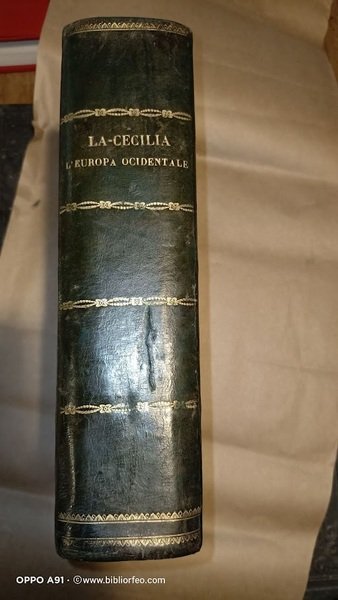 LA-CECILIA
L'EUROPA OCIDENTALE
OPPO A91 · ©www.bibliorfeo.com